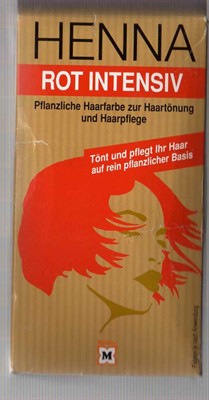 HENNA
ROT INTENSIV
Pflanzliche Haarfarbe zur Haartönung
und Haarpflege
Tönt und pflegt Ihr Haar
auf rein pflanzlicher Basis
M